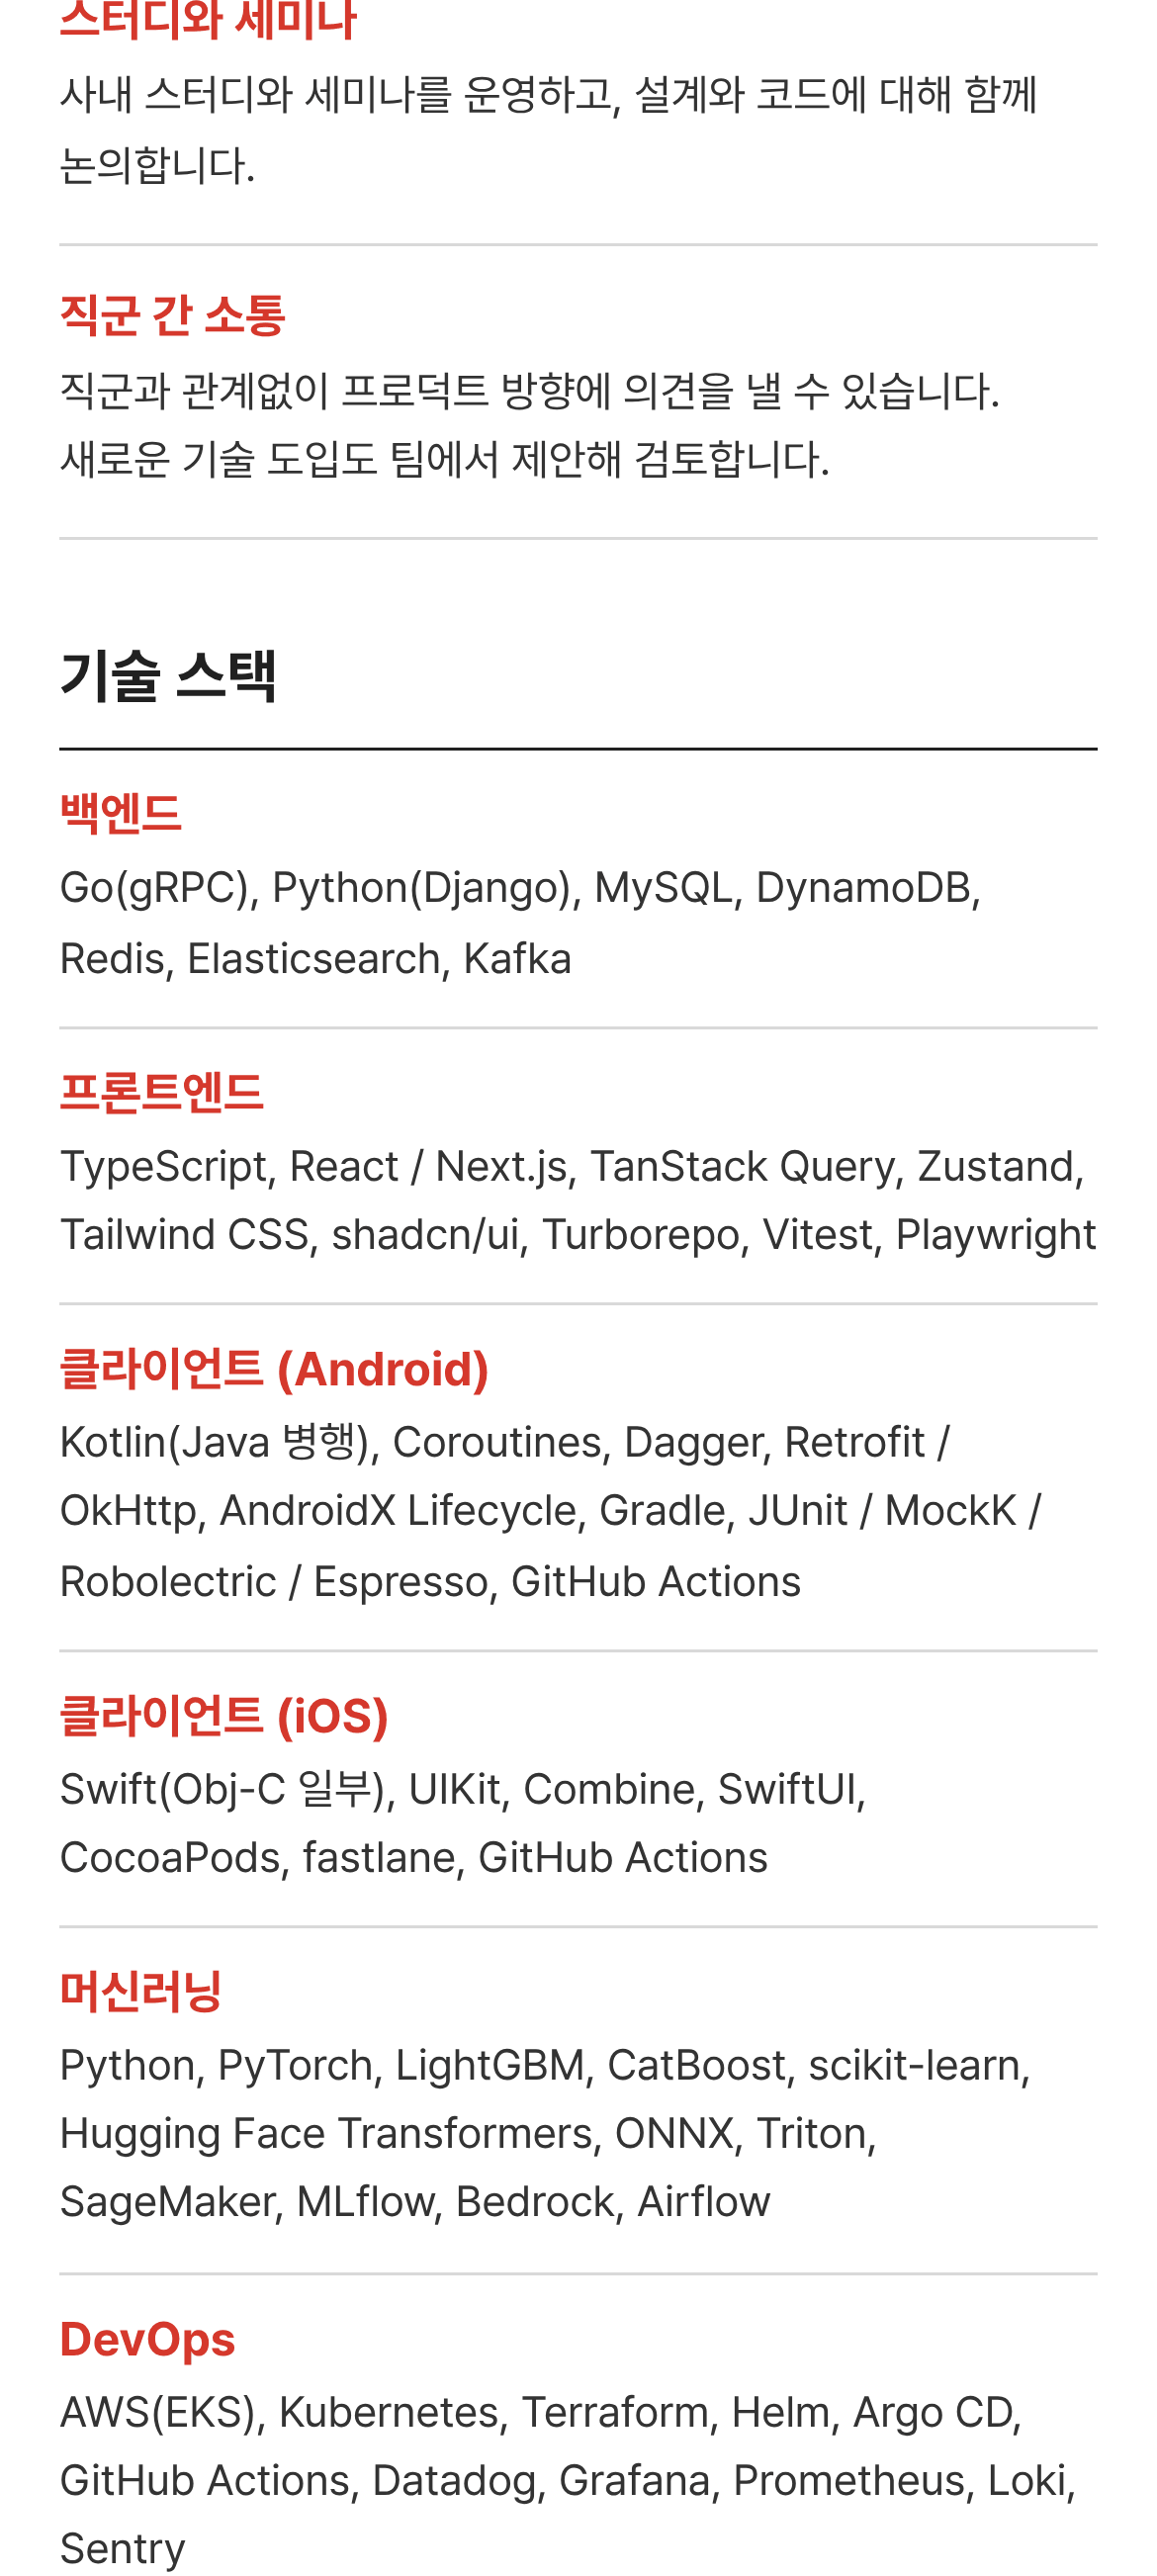 스터디와 세미나
사내 스터디와 세미나를 운영하고, 설계와 코드에 대해 함께
논의합니다.
직군 간 소통
직군과 관계없이 프로덕트 방향에 의견을 낼 수 있습니다.
새로운 기술 도입도 팀에서 제안해 검토합니다.
기술 스택
백엔드
Go(gRPC), Python(Django), MySQL, DynamoDB,
Redis, Elasticsearch, Kafka
프론트엔드
TypeScript, React / Next.js, TanStack Query, Zustand,
Tailwind CSS, shadcn/ui, Turborepo, Vitest, Playwright
클라이언트 (Android)
Kotlin(Java 병행), Coroutines, Dagger, Retrofit /
OkHttp, AndroidX Lifecycle, Gradle, JUnit / MockK /
Robolectric / Espresso, GitHub Actions
클라이언트 (iOS)
Swift(Obj-C 일부), UIKit, Combine, SwiftUI,
CocoaPods, fastlane, GitHub Actions
머신러닝
Python, PyTorch, LightGBM, CatBoost, scikit-learn,
Hugging Face Transformers, ONNX, Triton,
SageMaker, MLflow, Bedrock, Airflow
DevOps
AWS(EKS), Kubernetes, Terraform, Helm, Argo CD,
GitHub Actions, Datadog, Grafana, Prometheus, Loki,
Sentry